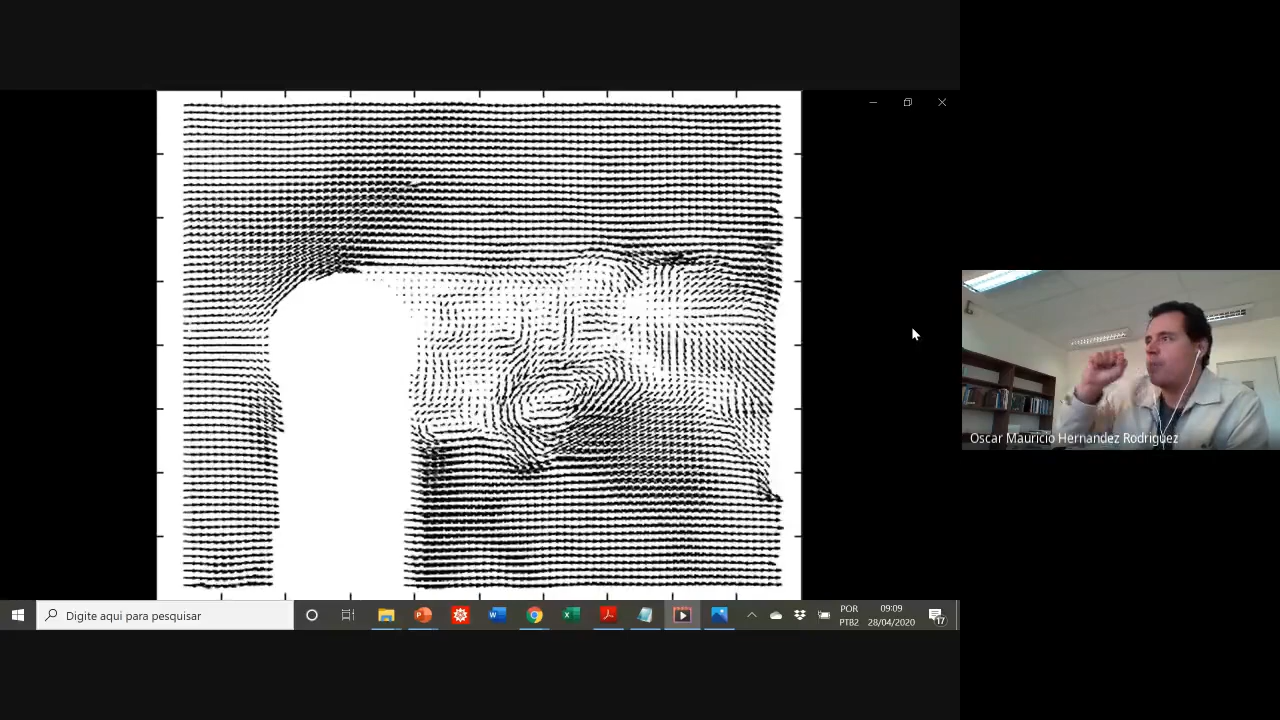 Oscar Mauricio Hernandez Rodriguez
Digite aqui para pesquisar
POR
PTB2
09:09
28/04/2020
17